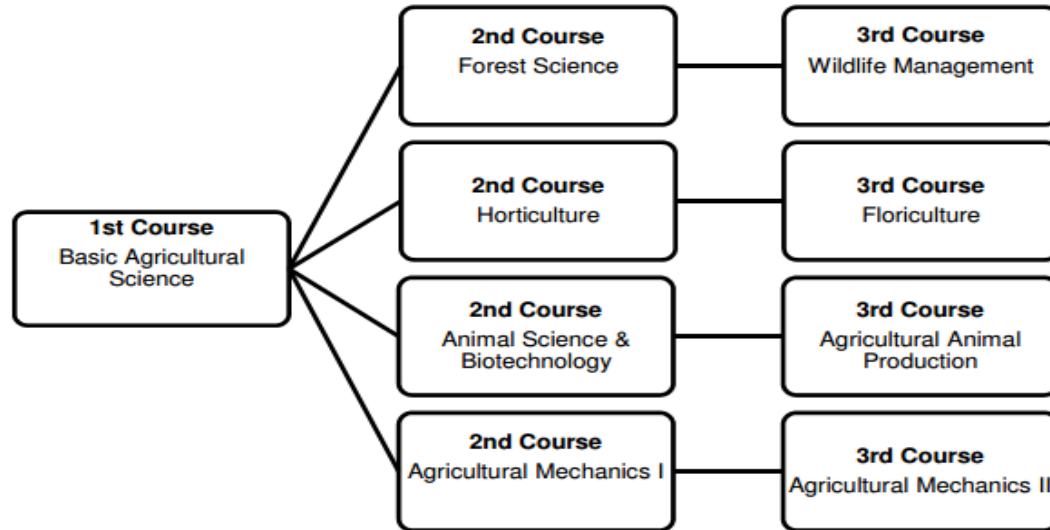 2nd Course
Forest Science
3rd Course
Wildlife Management
2nd Course
Horticulture
3rd Course
Floriculture
1st Course
Basic Agricultural
Science
2nd Course
Animal Science &
Biotechnology
3rd Course
Agricultural Animal
Production
2nd Course
Agricultural Mechanics I
3rd Course
Agricultural Mechanics II